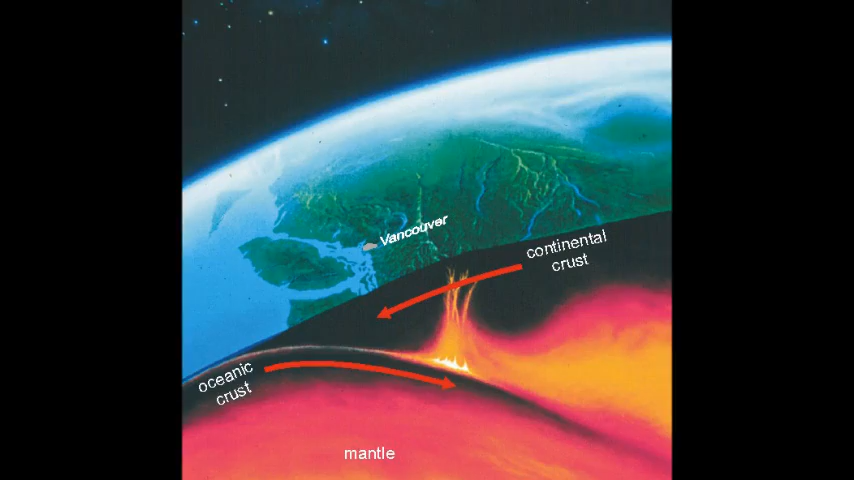 Vancouver
continental
crust
oceanic
crust
mantle